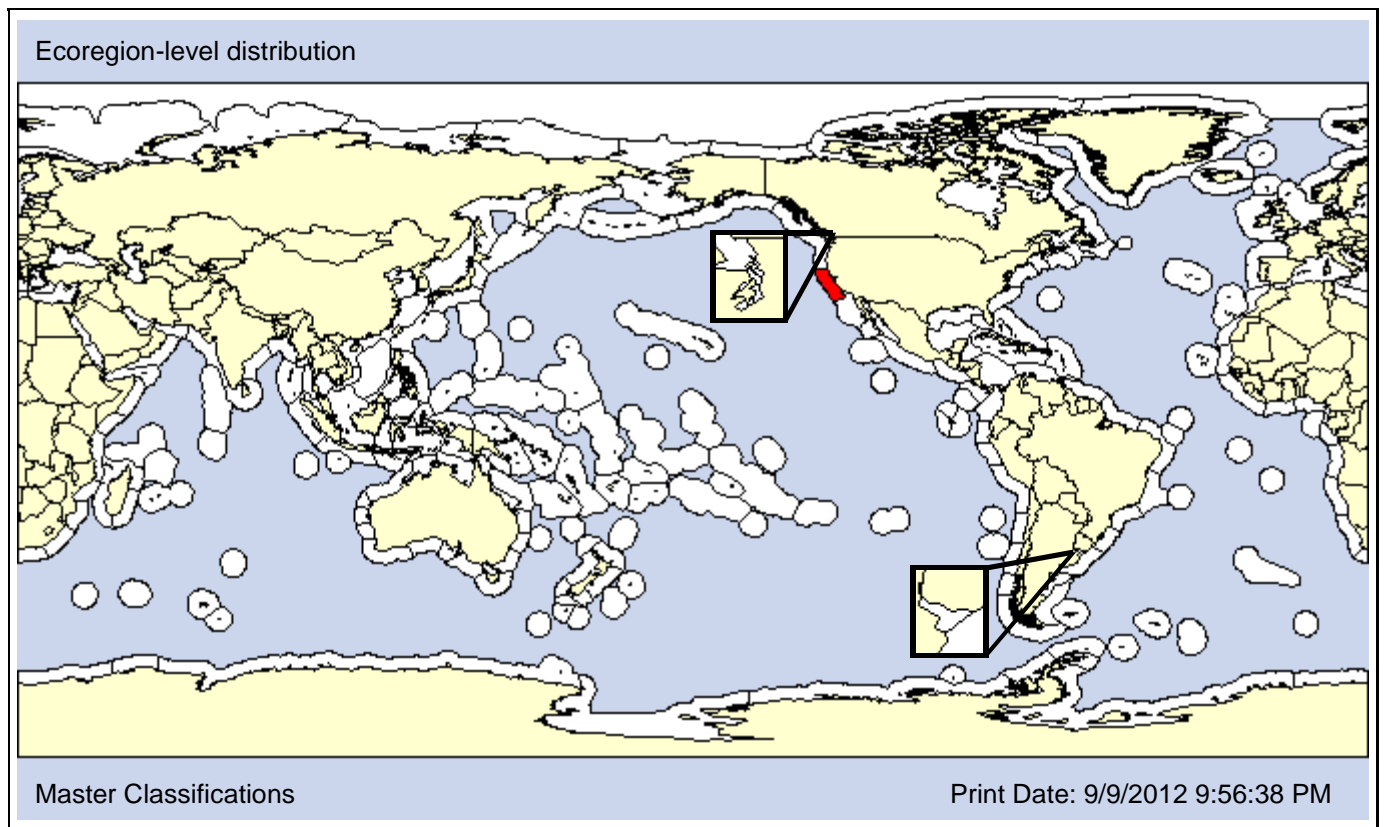 Ecoregion-level distribution
Master Classifications
Print Date: 9/9/2012 9:56:38 PM